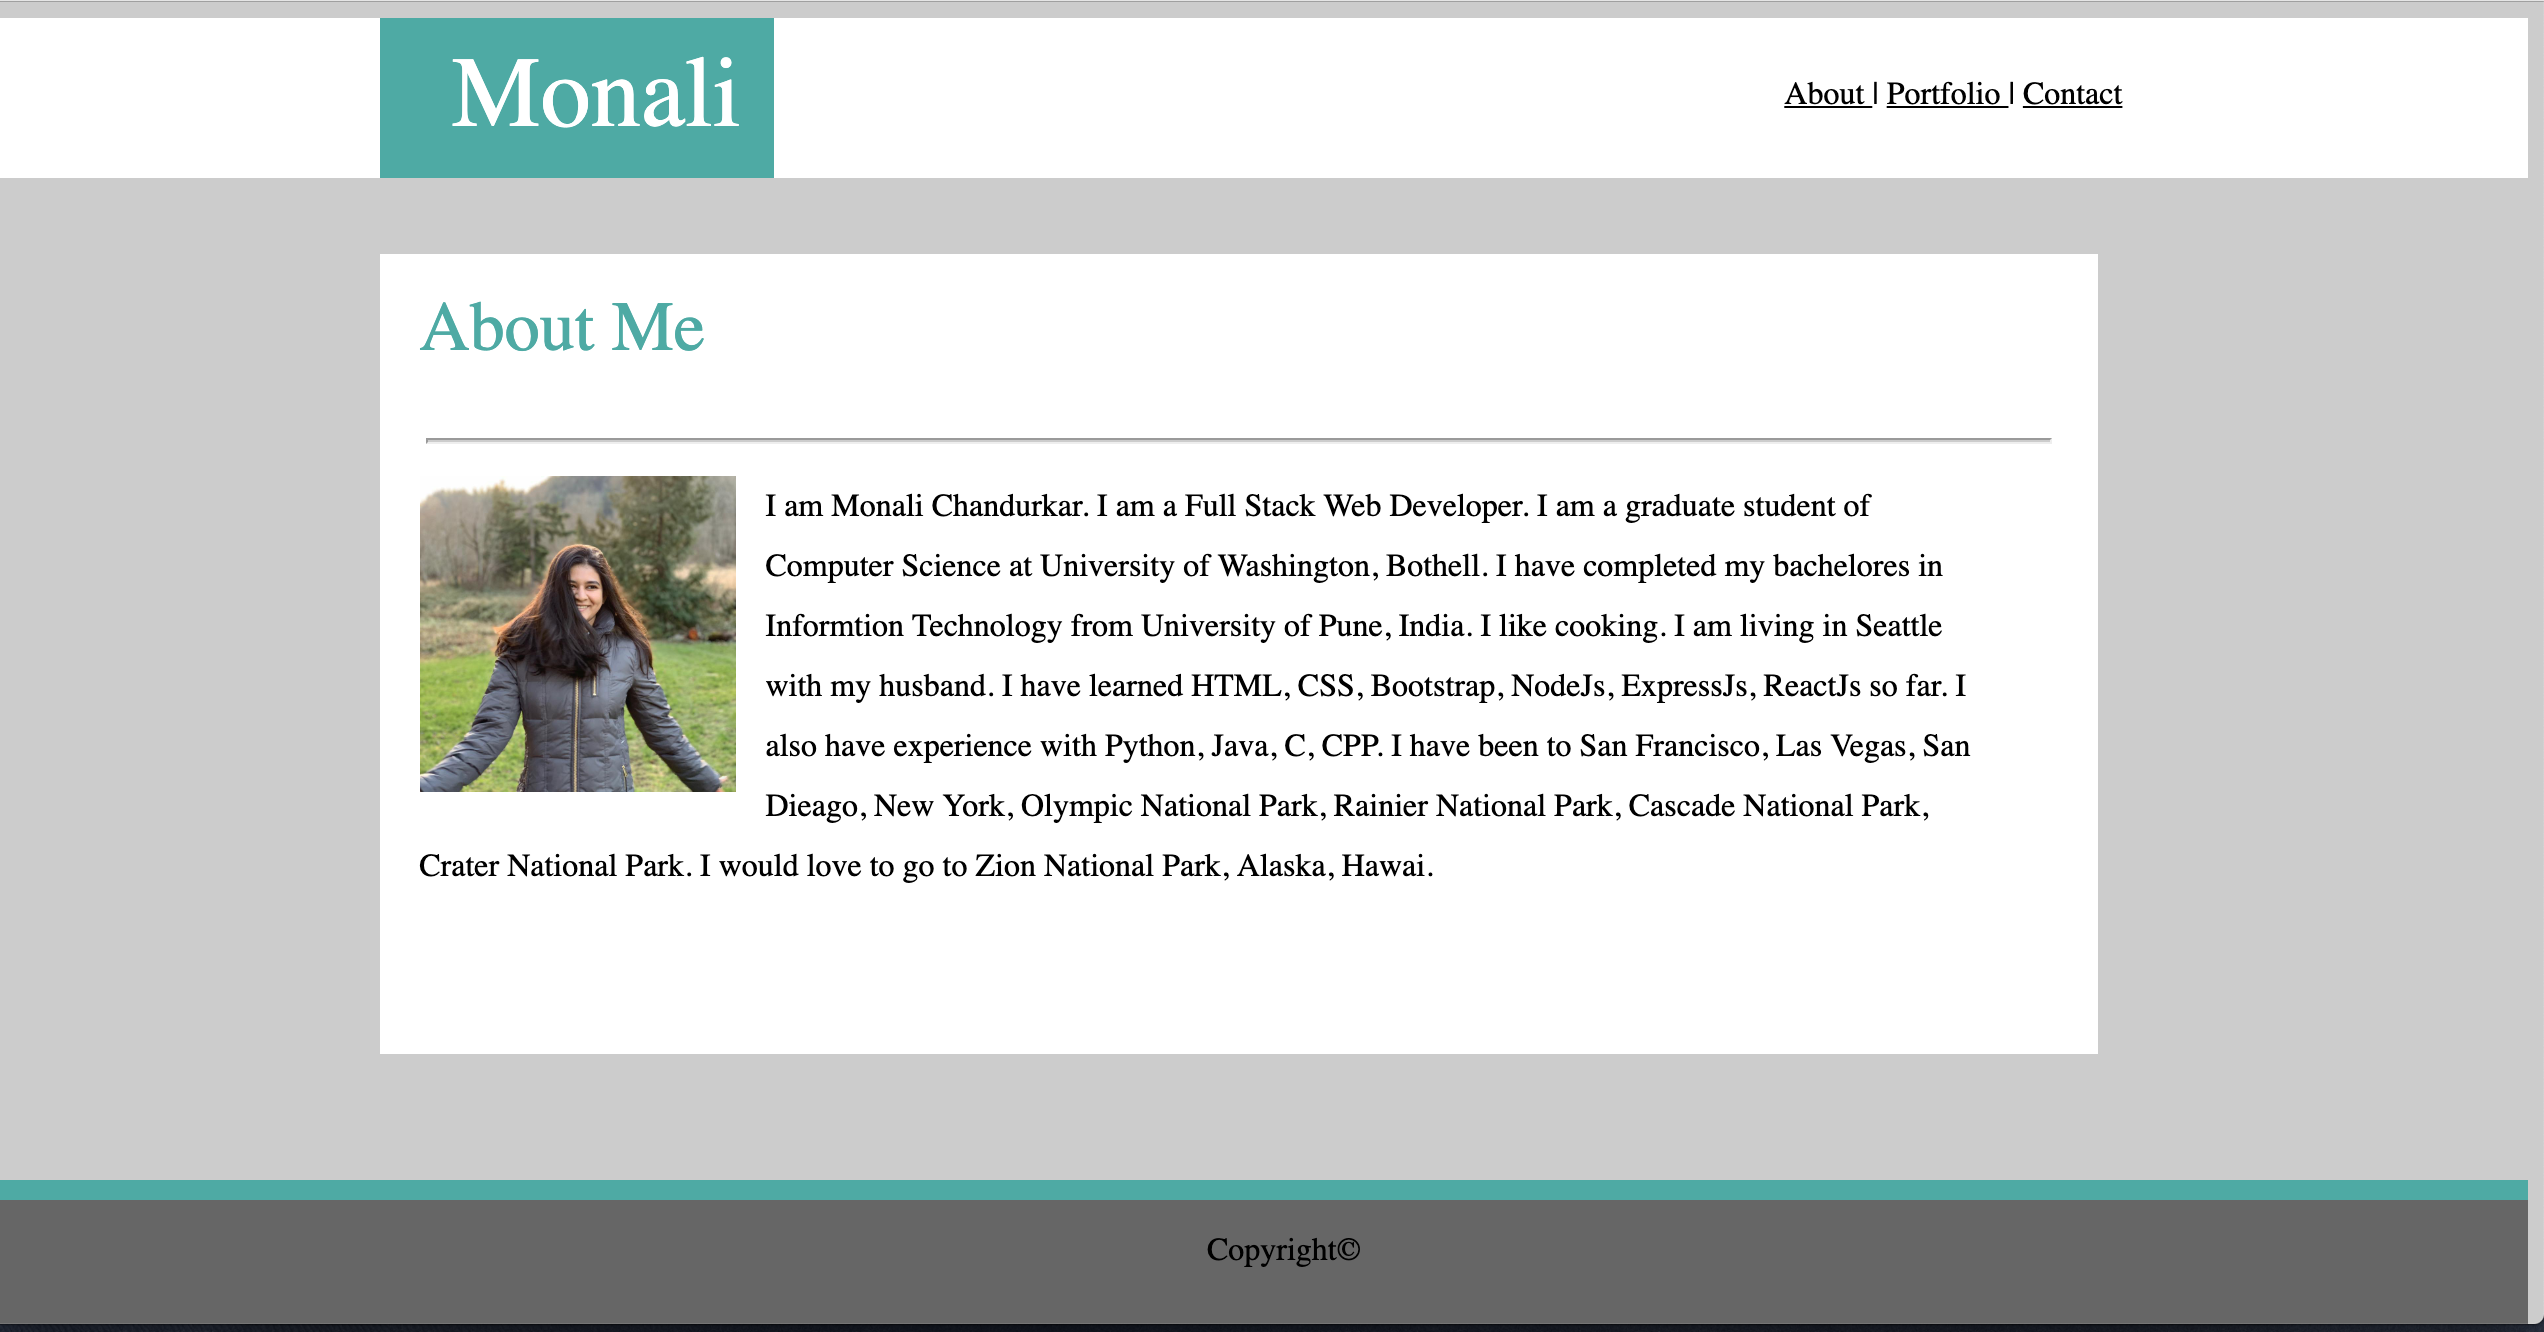 Monali
About | Portfolio | Contact
About Me
I am Monali Chandurkar. I am a Full Stack Web Developer. I am a graduate student of
Computer Science at University of Washington, Bothell. I have completed my bachelores in
Informtion Technology from University of Pune, India. I like cooking. I am living in Seattle
with my husband. I have learned HTML, CSS, Bootstrap, NodeJs, ExpressJs, ReactJs so far. I
also have experience with Python, Java, C, CPP. I have been to San Francisco, Las Vegas, San
Dieago, New York, Olympic National Park, Rainier National Park, Cascade National Park,
Crater National Park. I would love to go to Zion National Park, Alaska, Hawai.
Copyright©